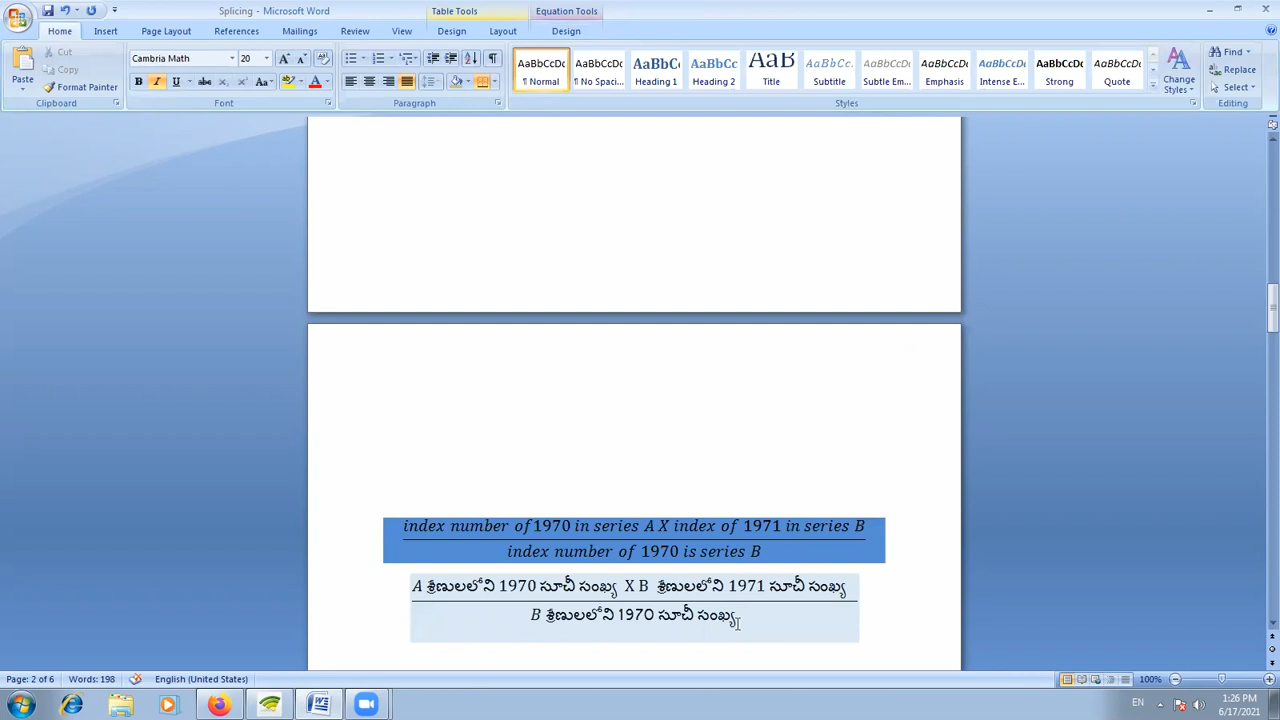 Splicing - Microsoft Word
Table Tools
Equation Tools
Home
Insert
Page Layout
References
Mailings
Review
View
Design
Layout
Design
Paste
Cut
Copy
Format Painter
Clipboard
Cambria Math
20
Font
Paragraph
AaBbCcDc
¶ Normal
AaBbCcDc
¶ No Spaci...
AaBbCc
Heading 1
AaBbCc
Heading 2
AaB
Title
AaBbCc.
Subtitle
AaBbCcDc
Subtle Em...
AaBbCcDc
Emphasis
AaBbCcDc
Intense E...
AaBbCcDc
Strong
AaBbCcDc
Quote
Change
Styles
Styles
Find
Replace
Select
Editing
index number of 1970 in series A X index of 1971 in series B
index number of 1970 is series B
A శ్రేణులలోని 1970 సూచీ సంఖ్య X B శ్రేణులలోని 1971 సూచీ సంఖ్య
B శ్రేణులలోని 1970 సూచీ సంఖ్య
Page: 2 of 6
Words: 198
English (United States)
100%
EN
1:26 PM
6/17/2021